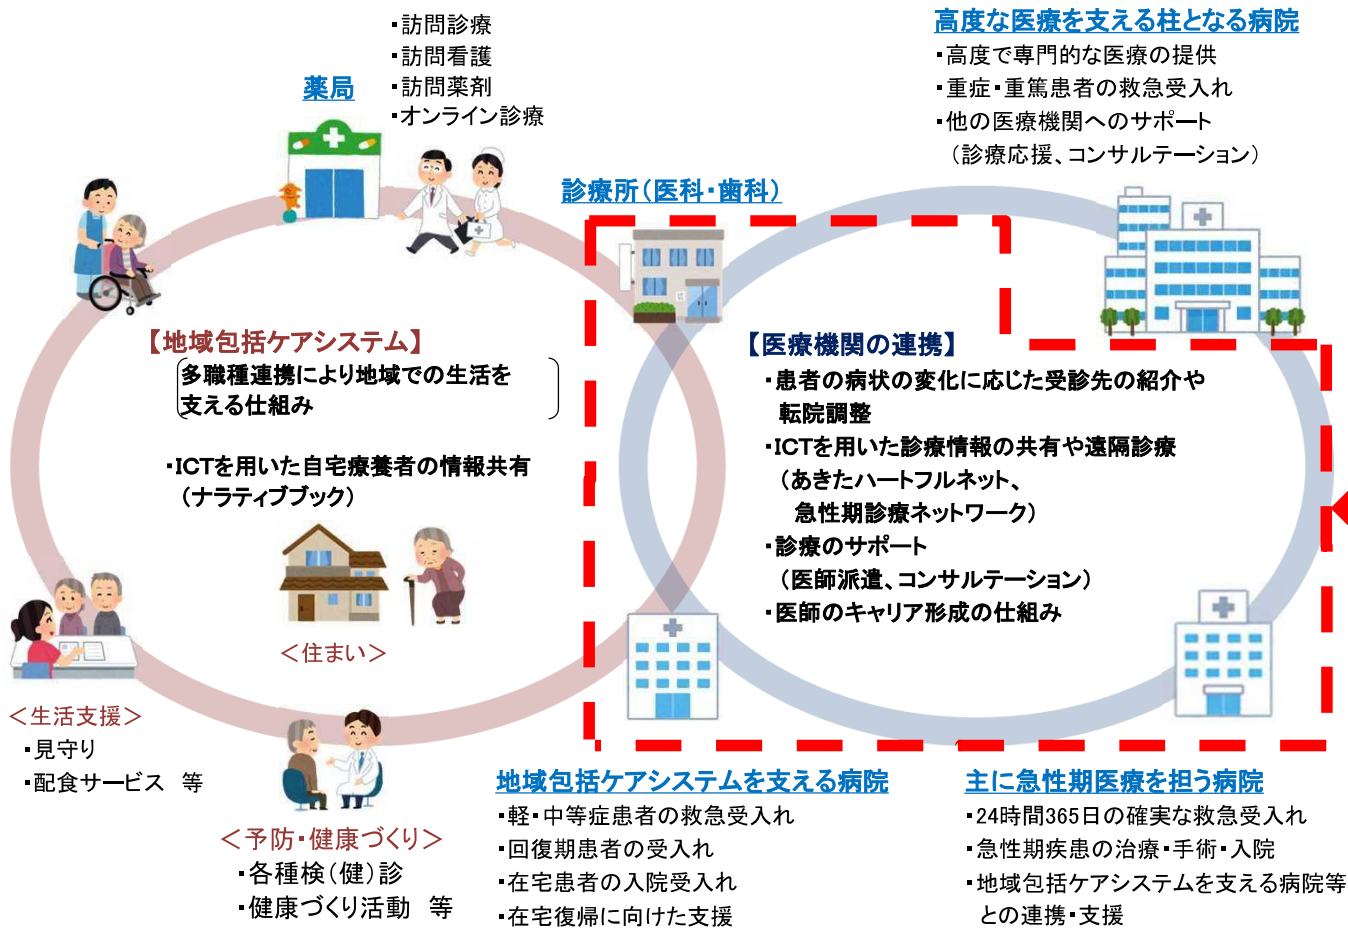 ・訪問診療
・訪問看護
・訪問薬剤
・オンライン診療
薬局
高度な医療を支える柱となる病院
・高度で専門的な医療の提供
・重症・重篤患者の救急受入れ
・他の医療機関へのサポート
（診療応援、コンサルテーション）
診療所（医科・歯科）
【地域包括ケアシステム】
多職種連携により地域での生活を
支える仕組み
・ICTを用いた自宅療養者の情報共有
（ナラティブブック）
＜住まい＞
【医療機関の連携】
・患者の病状の変化に応じた受診先の紹介や
転院調整
・ICTを用いた診療情報の共有や遠隔診療
（あきたハートフルネット、
急性期診療ネットワーク）
・診療のサポート
（医師派遣、コンサルテーション）
・医師のキャリア形成の仕組み
＜生活支援＞
・見守り
・配食サービス　等
＜予防・健康づくり＞
・各種検（健）診
・健康づくり活動　等
地域包括ケアシステムを支える病院
・軽・中等症患者の救急受入れ
・回復期患者の受入れ
・在宅患者の入院受入れ
・在宅復帰に向けた支援
主に急性期医療を担う病院
・24時間365日の確実な救急受入れ
・急性期疾患の治療・手術・入院
・地域包括ケアシステムを支える病院等
との連携・支援